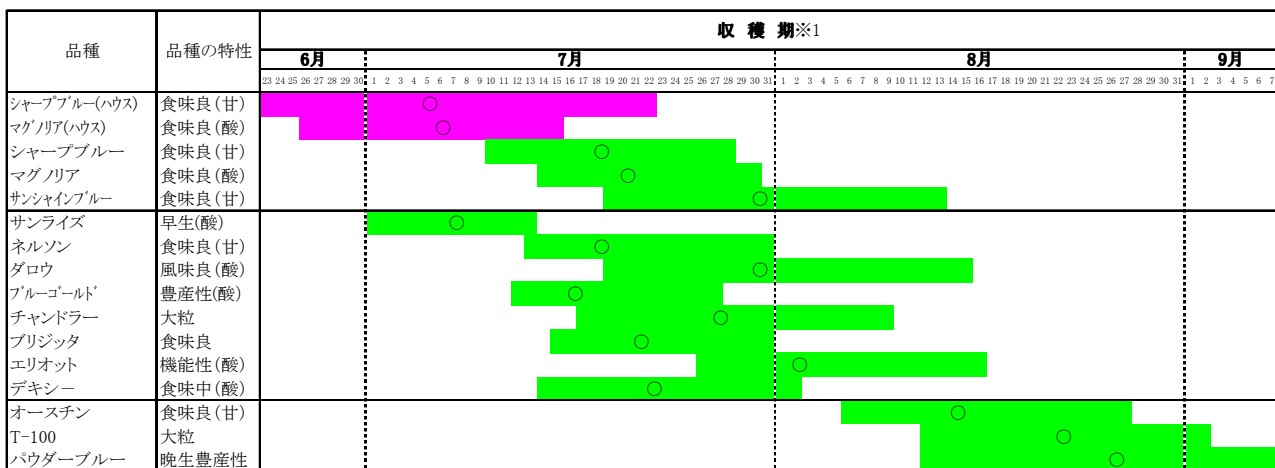 品種 品種の特性 収 穫 期※1
6月 7月 8月 9月
23 24 25 26 27 28 29 30 1 2 3 4 5 6 7 8 9 10 11 12 13 14 15 16 17 18 19 20 21 22 23 24 25 26 27 28 29 30 31 1 2 3 4 5 6 7 8 9 10 11 12 13 14 15 16 17 18 19 20 21 22 23 24 25 26 27 28 29 30 31 1 2 3 4 5 6 7
シャープブルー(ハウス) 食味良(甘) ○
マグノリア(ハウス) 食味良(酸) ○
シャープブルー 食味良(甘) ○
マグノリア 食味良(酸) ○
サンシャインブルー 食味良(甘) ○
サンライズ 早生(酸) ○
ネルソン 食味良(甘) ○
ダロウ 風味良(酸) ○
ブルーゴールド 豊産性(酸) ○
チャンドラー 大粒 ○
ブリジッタ 食味良 ○
エリオット 機能性(酸) ○
デキシー 食味中(酸) ○
オースチン 食味良(甘) ○
T-100 大粒 ○
パウダーブルー 晩生豊産性 ○